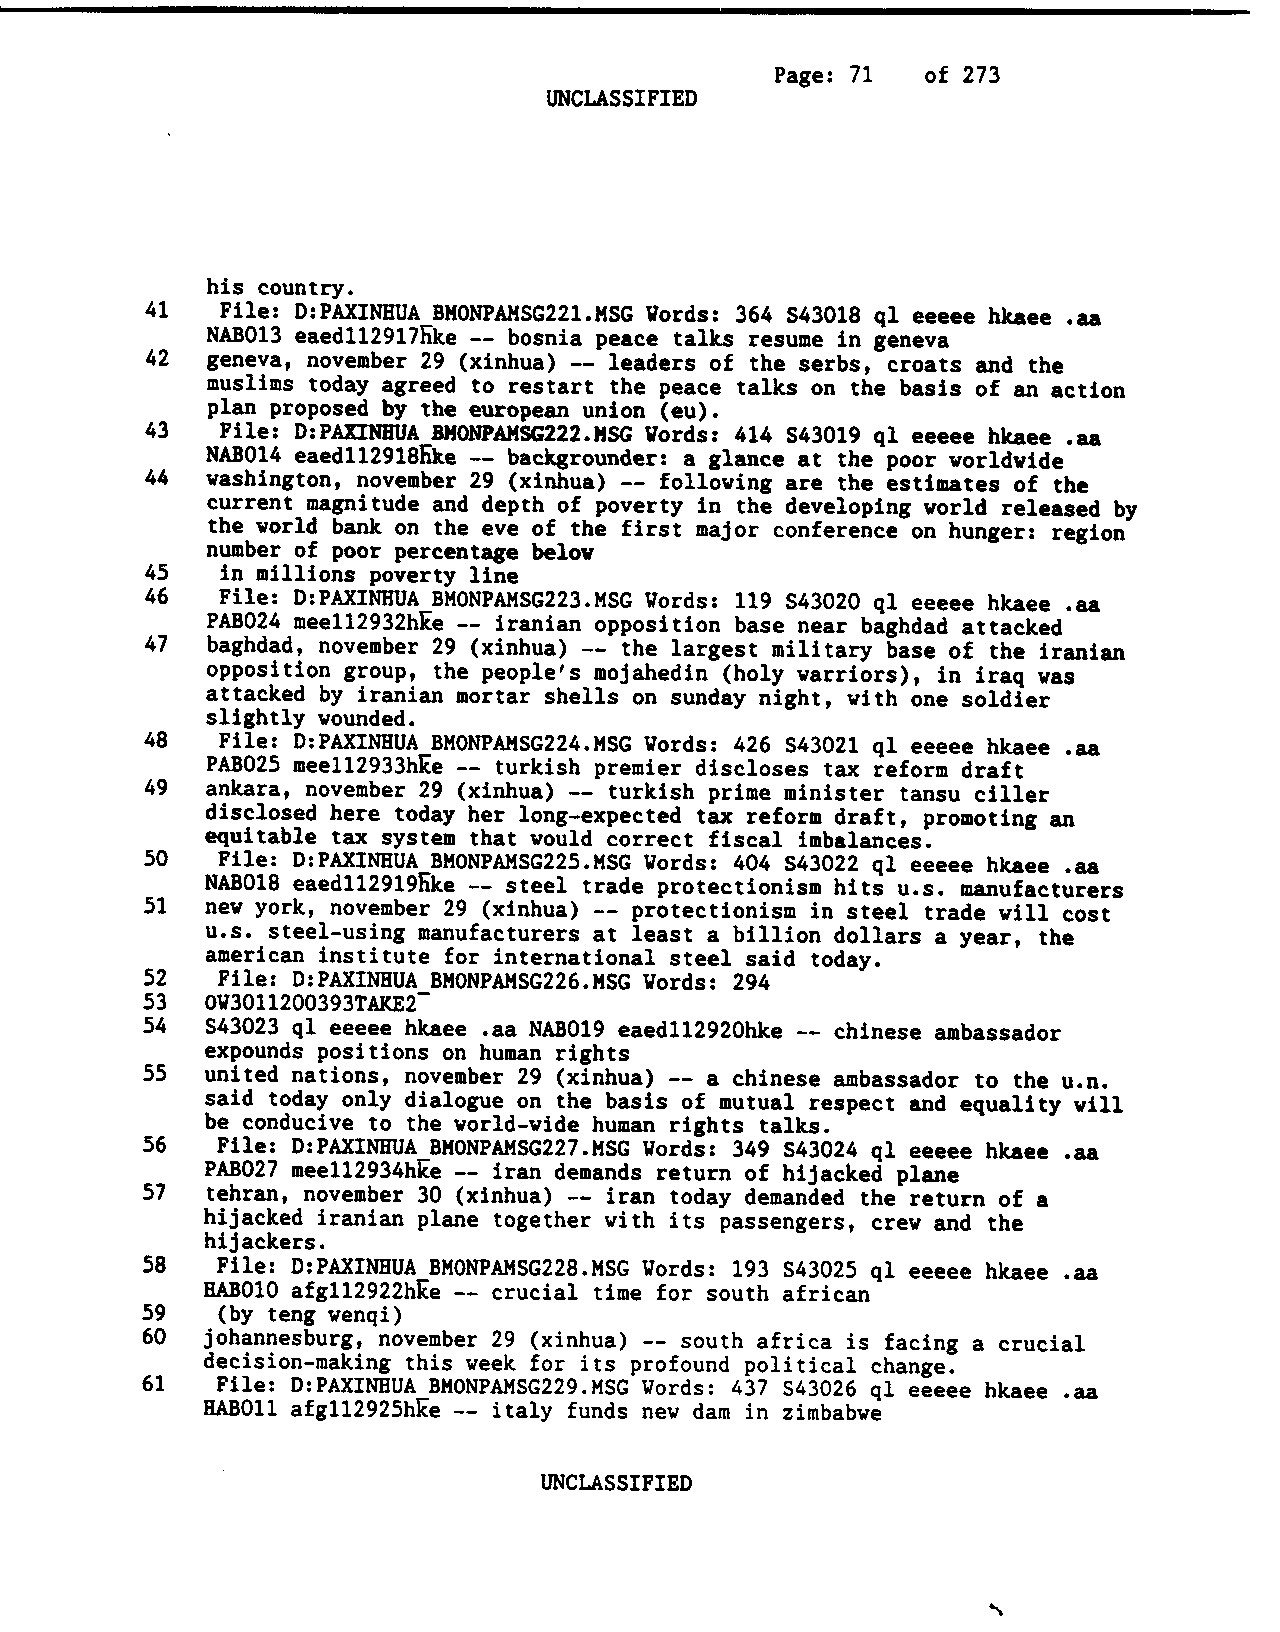 Page: 71 of 273
UNCLASSIFIED
his country.
41 File: D:PAXINHUA_BMONPAMSG221.MSG Words: 364 S43018 ql eeeee hkaee .aa
NAB013 eaed112917hke -- bosnia peace talks resume in geneva
42 geneva, november 29 (xinhua) -- leaders of the serbs, croats and the
muslims today agreed to restart the peace talks on the basis of an action
plan proposed by the european union (eu).
43 File: D:PAXINHUA_BMONPAMSG222.MSG Words: 414 S43019 ql eeeee hkaee .aa
NAB014 eaed112918hke -- backgrounder: a glance at the poor worldwide
44 washington, november 29 (xinhua) -- following are the estimates of the
current magnitude and depth of poverty in the developing world released by
the world bank on the eve of the first major conference on hunger: region
number of poor percentage below
45 in millions poverty line
46 File: D:PAXINHUA_BMONPAMSG223.MSG Words: 119 S43020 ql eeeee hkaee .aa
PAB024 meel12932hke -- iranian opposition base near baghdad attacked
47 baghdad, november 29 (xinhua) -- the largest military base of the iranian
opposition group, the people's mojahedin (holy warriors), in iraq was
attacked by iranian mortar shells on sunday night, with one soldier
slightly wounded.
48 File: D:PAXINHUA_BMONPAMSG224.MSG Words: 426 S43021 ql eeeee hkaee .aa
PAB025 meel12933hke -- turkish premier discloses tax reform draft
49 ankara, november 29 (xinhua) -- turkish prime minister tansu ciller
disclosed here today her long-expected tax reform draft, promoting an
equitable tax system that would correct fiscal imbalances.
50 File: D:PAXINHUA_BMONPAMSG225.MSG Words: 404 S43022 ql eeeee hkaee .aa
NAB018 eaed112919hke -- steel trade protectionism hits u.s. manufacturers
51 new york, november 29 (xinhua) -- protectionism in steel trade will cost
u.s. steel-using manufacturers at least a billion dollars a year, the
american institute for international steel said today.
52 File: D:PAXINHUA_BMONPAMSG226.MSG Words: 294
53 OW3011200393TAKE2
54 S43023 ql eeeee hkaee .aa NAB019 eaed112920hke -- chinese ambassador
expounds positions on human rights
55 united nations, november 29 (xinhua) -- a chinese ambassador to the u.n.
said today only dialogue on the basis of mutual respect and equality will
be conducive to the world-wide human rights talks.
56 File: D:PAXINHUA_BMONPAMSG227.MSG Words: 349 S43024 ql eeeee hkaee .aa
PAB027 meel12934hke -- iran demands return of hijacked plane
57 tehran, november 30 (xinhua) -- iran today demanded the return of a
hijacked iranian plane together with its passengers, crew and the
hijackers.
58 File: D:PAXINHUA_BMONPAMSG228.MSG Words: 193 S43025 ql eeeee hkaee .aa
HAB010 afg112922hke -- crucial time for south african
59 (by teng wenqi)
60 johannesburg, november 29 (xinhua) -- south africa is facing a crucial
decision-making this week for its profound political change.
61 File: D:PAXINHUA_BMONPAMSG229.MSG Words: 437 S43026 ql eeeee hkaee .aa
HAB011 afg112925hke -- italy funds new dam in zimbabwe
UNCLASSIFIED